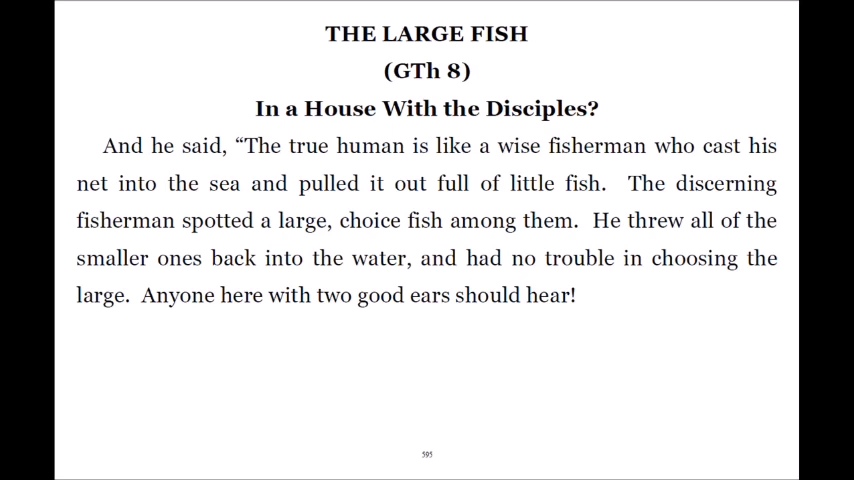 THE LARGE FISH
(GTh 8)
In a House With the Disciples?
And he said, “The true human is like a wise fisherman who cast his
net into the sea and pulled it out full of little fish. The discerning
fisherman spotted a large, choice fish among them. He threw all of the
smaller ones back into the water, and had no trouble in choosing the
large. Anyone here with two good ears should hear!
595